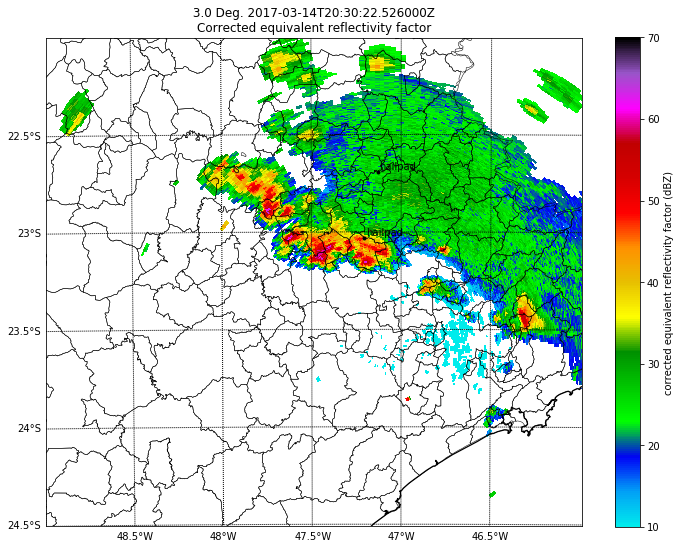 3.0 Deg. 2017-03-14T20:30:22.526000Z
Corrected equivalent reflectivity factor
70
60
50
40
30
20
10
corrected equivalent reflectivity factor (dBZ)
22.5°S
23°S
23.5°S
24°S
24.5°S
hailpad
hailpad
48.5°W
48°W
47.5°W
47°W
46.5°W